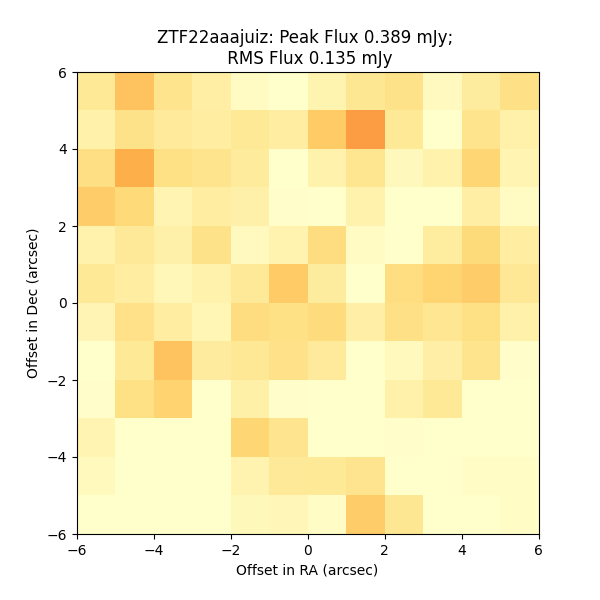 ZTF22aaajuiz: Peak Flux 0.389 mJy;
RMS Flux 0.135 mJy
6
4
2
0
−2
−4
−6
Offset in Dec (arcsec)
−6 −4 −2 0 2 4 6
Offset in RA (arcsec)